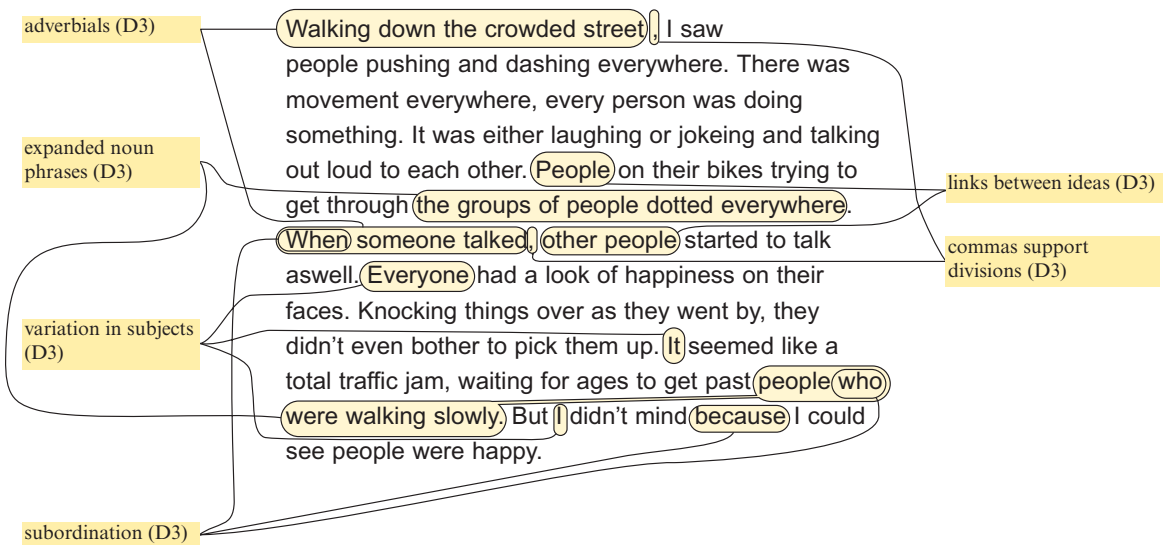 adverbials (D3)
expanded noun
phrases (D3)
variation in subjects
(D3)
subordination (D3)
Walking down the crowded street, I saw
people pushing and dashing everywhere. There was
movement everywhere, every person was doing
something. It was either laughing or jokeing and talking
out loud to each other. People on their bikes trying to
get through the groups of people dotted everywhere.
When someone talked, other people started to talk
aswell. Everyone had a look of happiness on their
faces. Knocking things over as they went by, they
didn't even bother to pick them up. It seemed like a
total traffic jam, waiting for ages to get past people who
were walking slowly. But I didn't mind because I could
see people were happy.
links between ideas (D3)
commas support
divisions (D3)